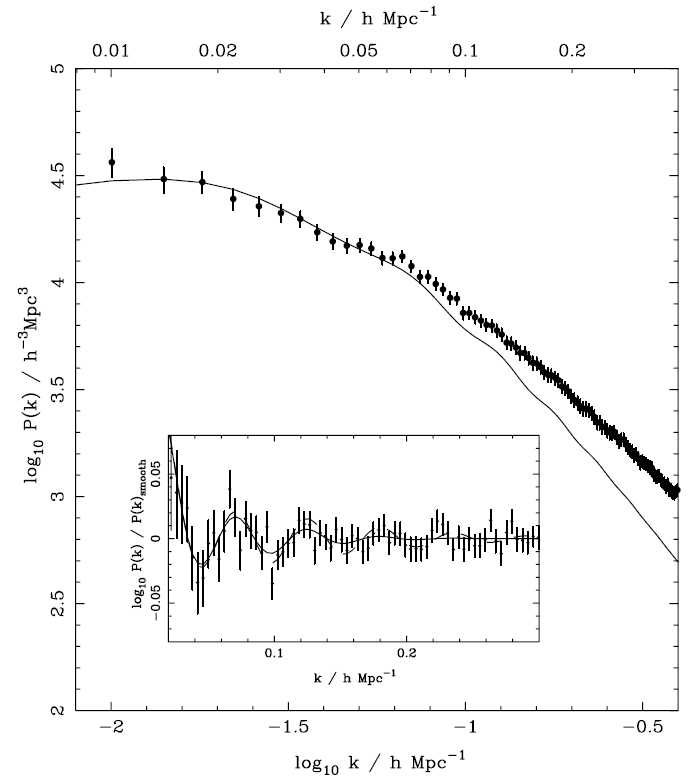 k / h Mpc⁻¹
0.01 0.02 0.05 0.1 0.2
5
4.5
4
3.5
3
2.5
2
log₁₀ P(k) / h⁻³Mpc³
0.05
0
−0.05
log₁₀ P(k) / P(k)smooth
0.1 0.2
k / h Mpc⁻¹
−2 −1.5 −1 −0.5
log₁₀ k / h Mpc⁻¹